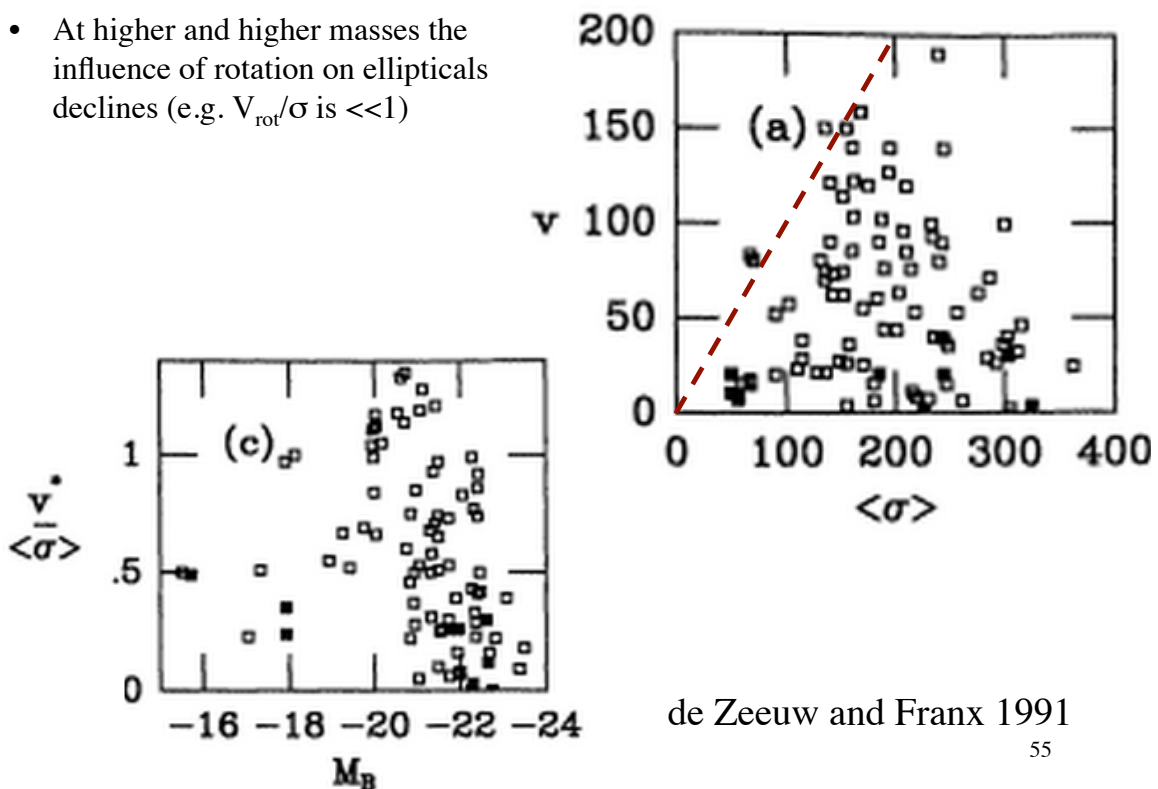 • At higher and higher masses the
influence of rotation on ellipticals
declines (e.g. Vrot/σ is <<1)
200
150
100
50
0
v
(a)
0 100 200 300 400
<σ>
(c)
1
.5
0
v*
<σ>
−16 −18 −20 −22 −24
MB
de Zeeuw and Franx 1991
55